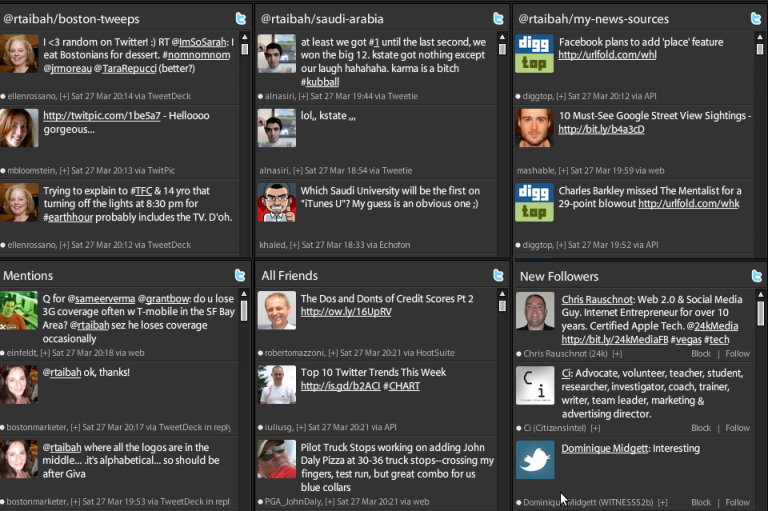 @rtaibah/boston-tweeps
I <3 random on Twitter! :) RT @ImSoSarah: I
eat Bostonians for dessert. #nomnomnom
@jrmoreau @TaraRepucci (better?)
ellenrossano, [+] Sat 27 Mar 20:14 via TweetDeck
http://twitpic.com/1be5a7 - Helloooo
gorgeous...
mbloomstein, [+] Sat 27 Mar 20:13 via TwitPic
Trying to explain to #TFC & 14 yro that
turning off the lights at 8:30 pm for
#earthhour probably includes the TV. D'oh.
ellenrossano, [+] Sat 27 Mar 20:12 via TweetDeck
@rtaibah/saudi-arabia
at least we got #1 until the last second, we
won the big 12. kstate got nothing except
our laugh hahahaha. karma is a bitch
#kubball
alnasiri, [+] Sat 27 Mar 19:44 via Tweetie
lol,, kstate ,,,
alnasiri, [+] Sat 27 Mar 18:54 via Tweetie
Which Saudi University will be the first on
"iTunes U"? My guess is an obvious one ;)
khaled, [+] Sat 27 Mar 18:33 via Echofon
@rtaibah/my-news-sources
digg
top
Facebook plans to add 'place' feature
http://urlfold.com/whl
diggtop, [+] Sat 27 Mar 20:12 via API
10 Must-See Google Street View Sightings -
http://bit.ly/b4a3cD
mashable, [+] Sat 27 Mar 19:59 via web
digg
top
Charles Barkley missed The Mentalist for a
29-point blowout http://urlfold.com/whk
diggtop, [+] Sat 27 Mar 19:52 via API
Mentions
Q for @sameerverma @grantbow: do u lose
3G coverage often w T-mobile in the SF Bay
Area? @rtaibah sez he loses coverage
occasionally
einfeldt, [+] Sat 27 Mar 20:18 via web
@rtaibah ok, thanks!
bostonmarketer, [+] Sat 27 Mar 20:17 via TweetDeck in reply
@rtaibah where all the logos are in the
middle... .it's alphabetical... so should be
after Giva
bostonmarketer, [+] Sat 27 Mar 19:53 via TweetDeck in repl
All Friends
The Dos and Donts of Credit Scores Pt 2
http://ow.ly/16UpRV
robertomazzoni, [+] Sat 27 Mar 20:21 via HootSuite
Top 10 Twitter Trends This Week
http://is.gd/b2ACI #CHART
iuliusg, [+] Sat 27 Mar 20:21 via API
Pilot Truck Stops working on adding John
Daly Pizza at 30-36 truck stops--crossing my
fingers, test run, but great combo for us
blue collars
PGA_JohnDaly, [+] Sat 27 Mar 20:21 via web
New Followers
Chris Rauschnot: Web 2.0 & Social Media
Guy. Internet Entrepreneur for over 10
years. Certified Apple Tech. @24kMedia
http://bit.ly/24kMediaFB #vegas #tech
Chris Rauschnot (24k) [+] Block | Follow
C i
Ci: Advocate, volunteer, teacher, student,
researcher, investigator, coach, trainer,
writer, team leader, marketing &
advertising director.
Ci (CitizensIntel) [+] Block | Follow
Dominique Midgett: Interesting
Midgett (WITNESS52b) [+] Block | Follow